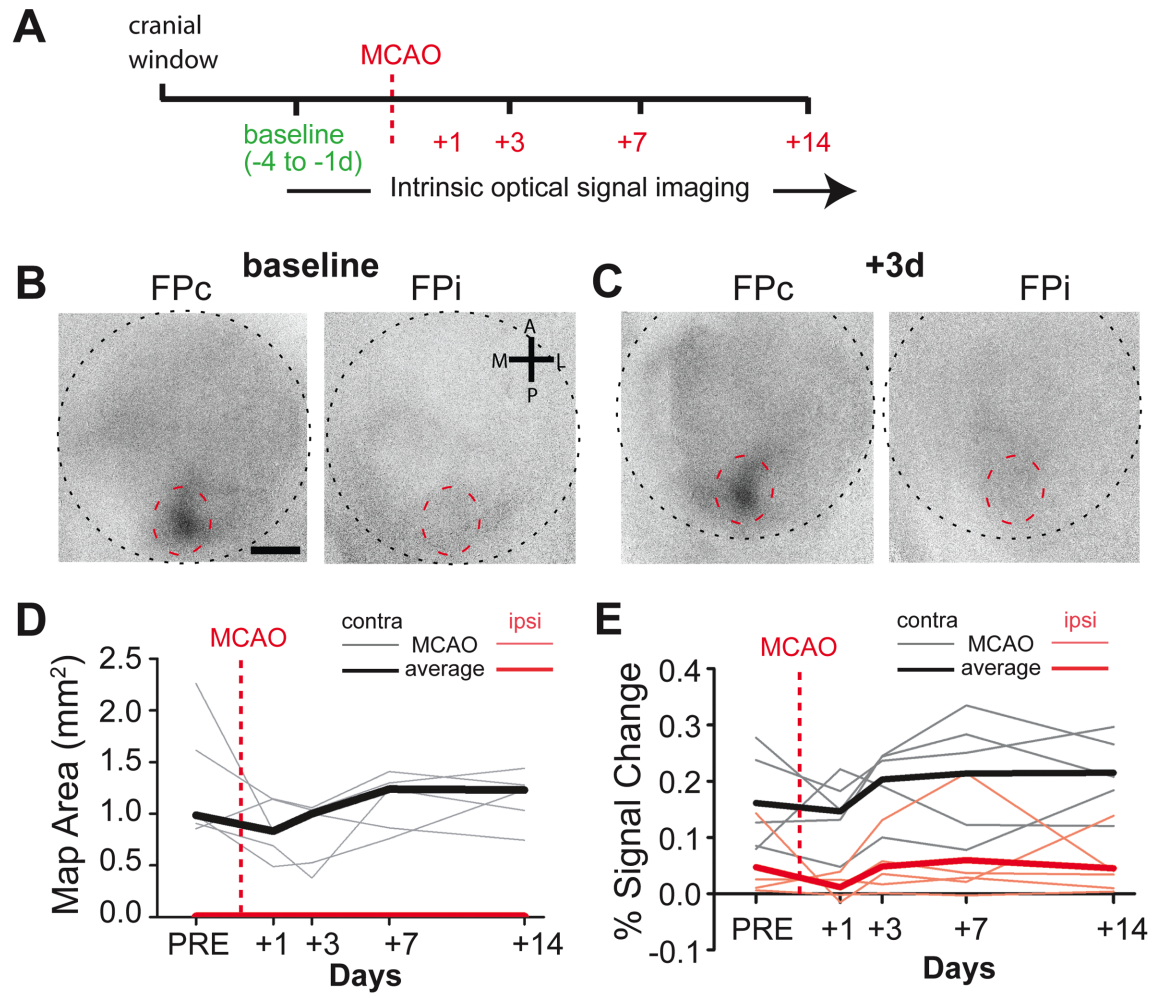 A
cranial
window
MCAO
baseline
(-4 to -1d)
+1
+3
+7
+14
Intrinsic optical signal imaging
B
baseline
FPc
FPi
A
M
L
P
C
+3d
FPc
FPi
D
contra
ipsi
MCAO
MCAO
average
2.5
2.0
1.5
1.0
0.5
0.0
Map Area (mm²)
PRE
+1
+3
+7
+14
Days
E
contra
ipsi
MCAO
MCAO
average
0.4
0.3
0.2
0.1
0.0
-0.1
% Signal Change
PRE
+1
+3
+7
+14
Days